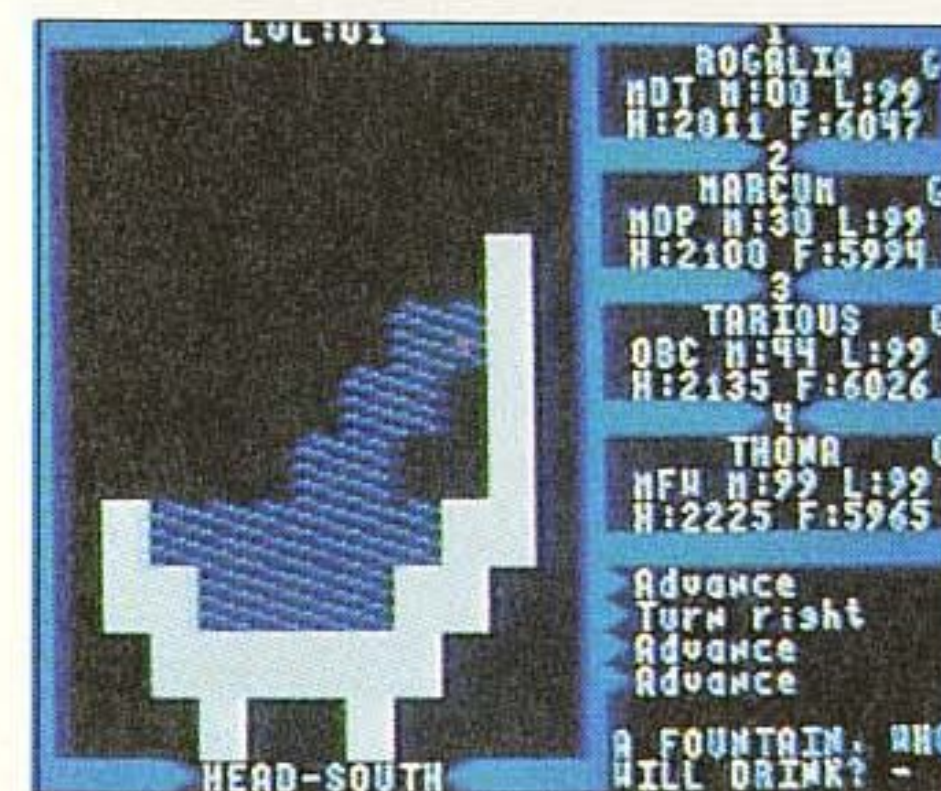 LVL:01
1
ROGALIA G
MDT M:00 L:99
H:2011 F:6047
2
MARCUM G
MDP M:30 L:99
H:2100 F:5994
3
TARIOUS G
OBC M:44 L:99
H:2135 F:6026
4
THOMA G
MFW M:99 L:99
H:2225 F:5965
Advance
Turn right
Advance
Advance
A FOUNTAIN. WHO
WILL DRINK? -
HEAD-SOUTH